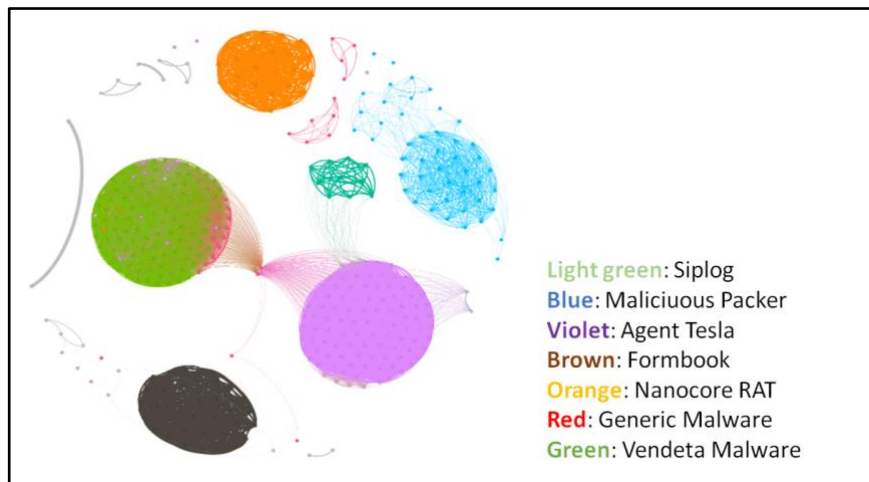 Light green: Siplog
Blue: Maliciuous Packer
Violet: Agent Tesla
Brown: Formbook
Orange: Nanocore RAT
Red: Generic Malware
Green: Vendeta Malware